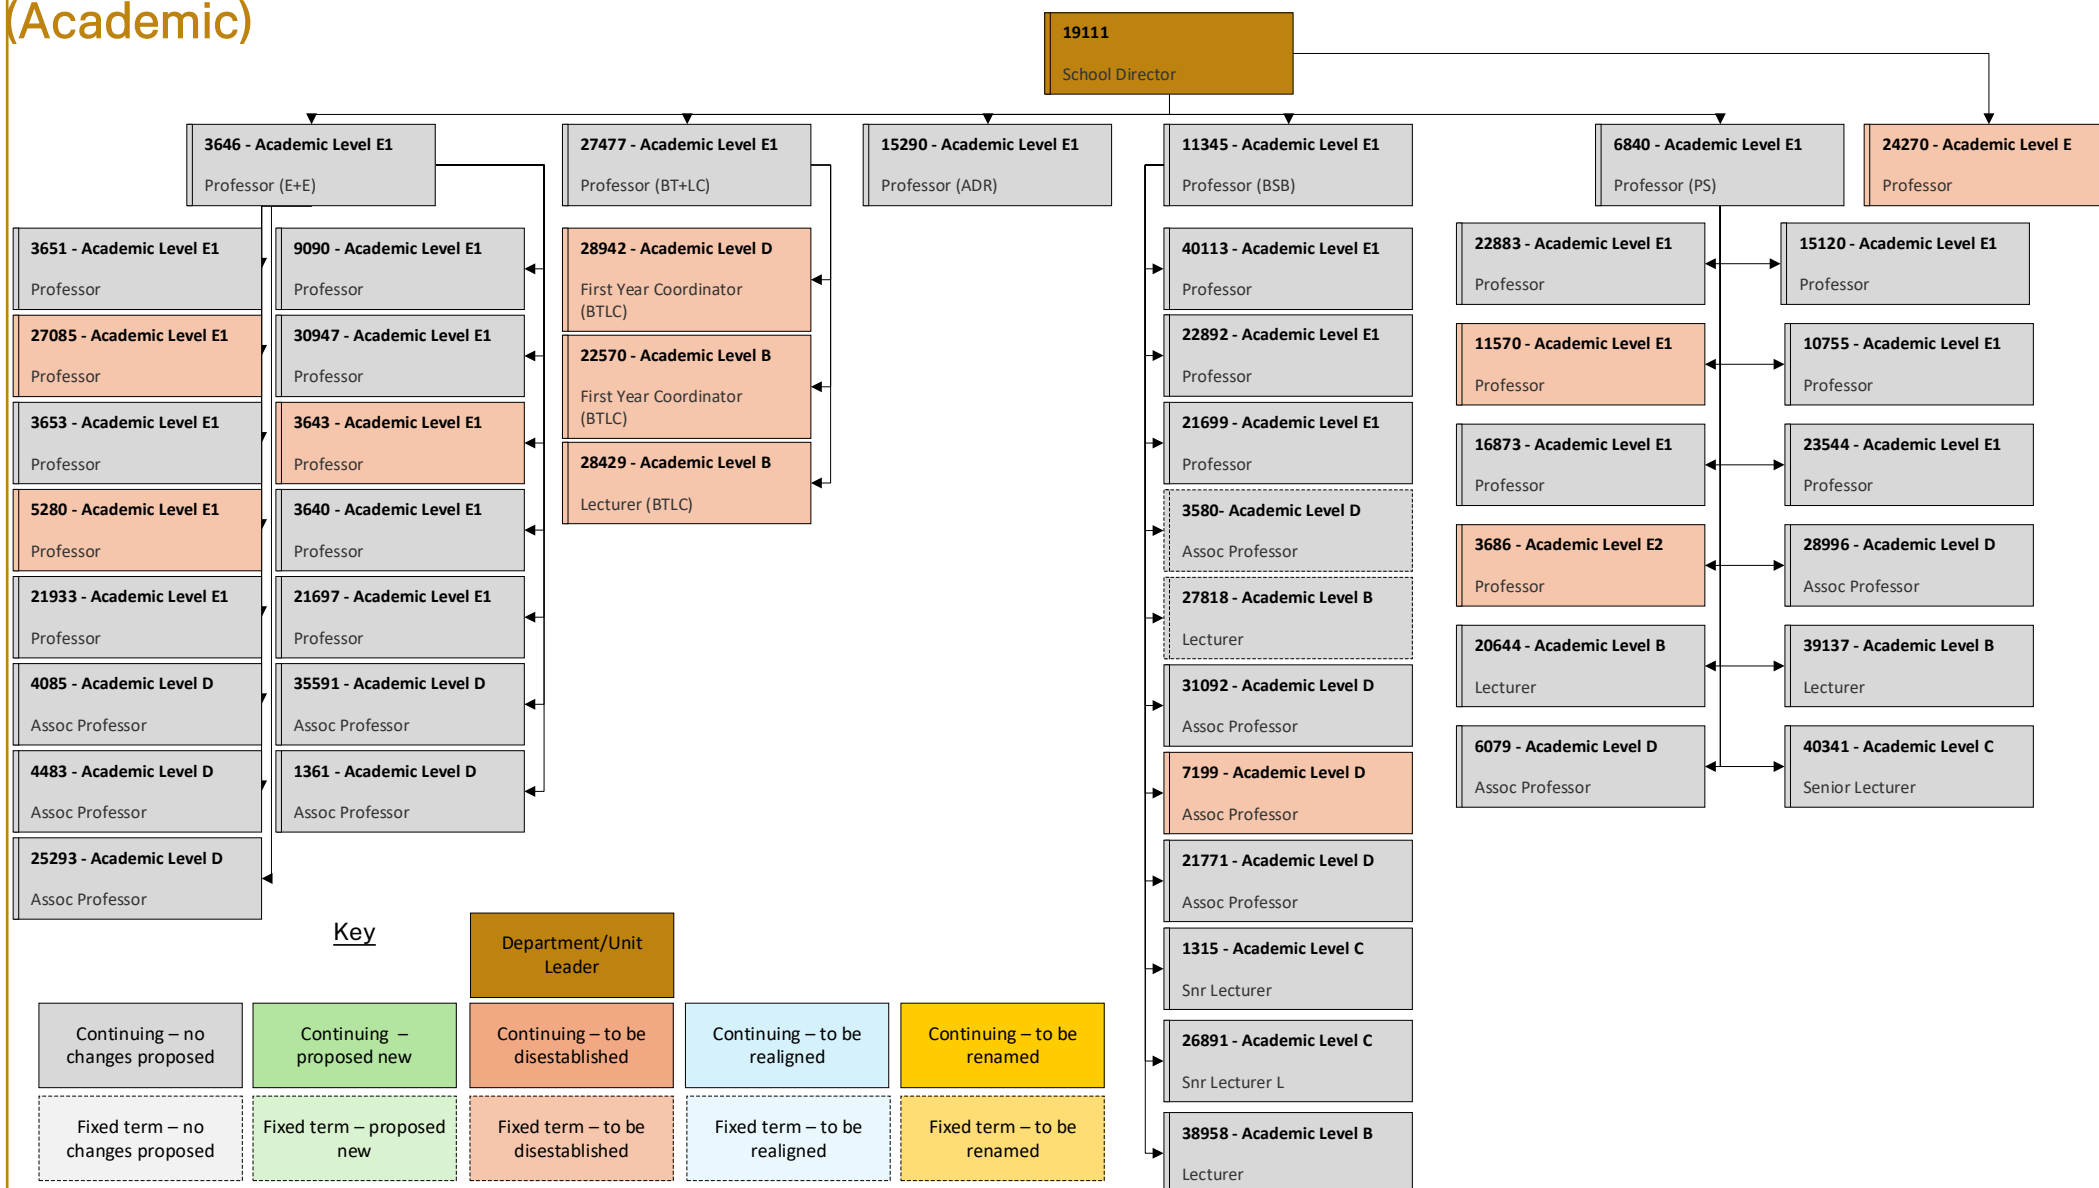 (Academic)
19111
School Director
3646 - Academic Level E1
Professor (E+E)
27477 - Academic Level E1
Professor (BT+LC)
15290 - Academic Level E1
Professor (ADR)
11345 - Academic Level E1
Professor (BSB)
6840 - Academic Level E1
Professor (PS)
24270 - Academic Level E
Professor
3651 - Academic Level E1
Professor
27085 - Academic Level E1
Professor
3653 - Academic Level E1
Professor
5280 - Academic Level E1
Professor
21933 - Academic Level E1
Professor
4085 - Academic Level D
Assoc Professor
4483 - Academic Level D
Assoc Professor
25293 - Academic Level D
Assoc Professor
9090 - Academic Level E1
Professor
30947 - Academic Level E1
Professor
3643 - Academic Level E1
Professor
3640 - Academic Level E1
Professor
21697 - Academic Level E1
Professor
35591 - Academic Level D
Assoc Professor
1361 - Academic Level D
Assoc Professor
28942 - Academic Level D
First Year Coordinator
(BTLC)
22570 - Academic Level B
First Year Coordinator
(BTLC)
28429 - Academic Level B
Lecturer (BTLC)
40113 - Academic Level E1
Professor
22892 - Academic Level E1
Professor
21699 - Academic Level E1
Professor
3580- Academic Level D
Assoc Professor
27818 - Academic Level B
Lecturer
31092 - Academic Level D
Assoc Professor
7199 - Academic Level D
Assoc Professor
21771 - Academic Level D
Assoc Professor
1315 - Academic Level C
Snr Lecturer
26891 - Academic Level C
Snr Lecturer L
38958 - Academic Level B
Lecturer
22883 - Academic Level E1
Professor
11570 - Academic Level E1
Professor
16873 - Academic Level E1
Professor
3686 - Academic Level E2
Professor
20644 - Academic Level B
Lecturer
6079 - Academic Level D
Assoc Professor
15120 - Academic Level E1
Professor
10755 - Academic Level E1
Professor
23544 - Academic Level E1
Professor
28996 - Academic Level D
Assoc Professor
39137 - Academic Level B
Lecturer
40341 - Academic Level C
Senior Lecturer
Key
Department/Unit
Leader
Continuing – no
changes proposed
Continuing –
proposed new
Continuing – to be
disestablished
Continuing – to be
realigned
Continuing – to be
renamed
Fixed term – no
changes proposed
Fixed term – proposed
new
Fixed term – to be
disestablished
Fixed term – to be
realigned
Fixed term – to be
renamed